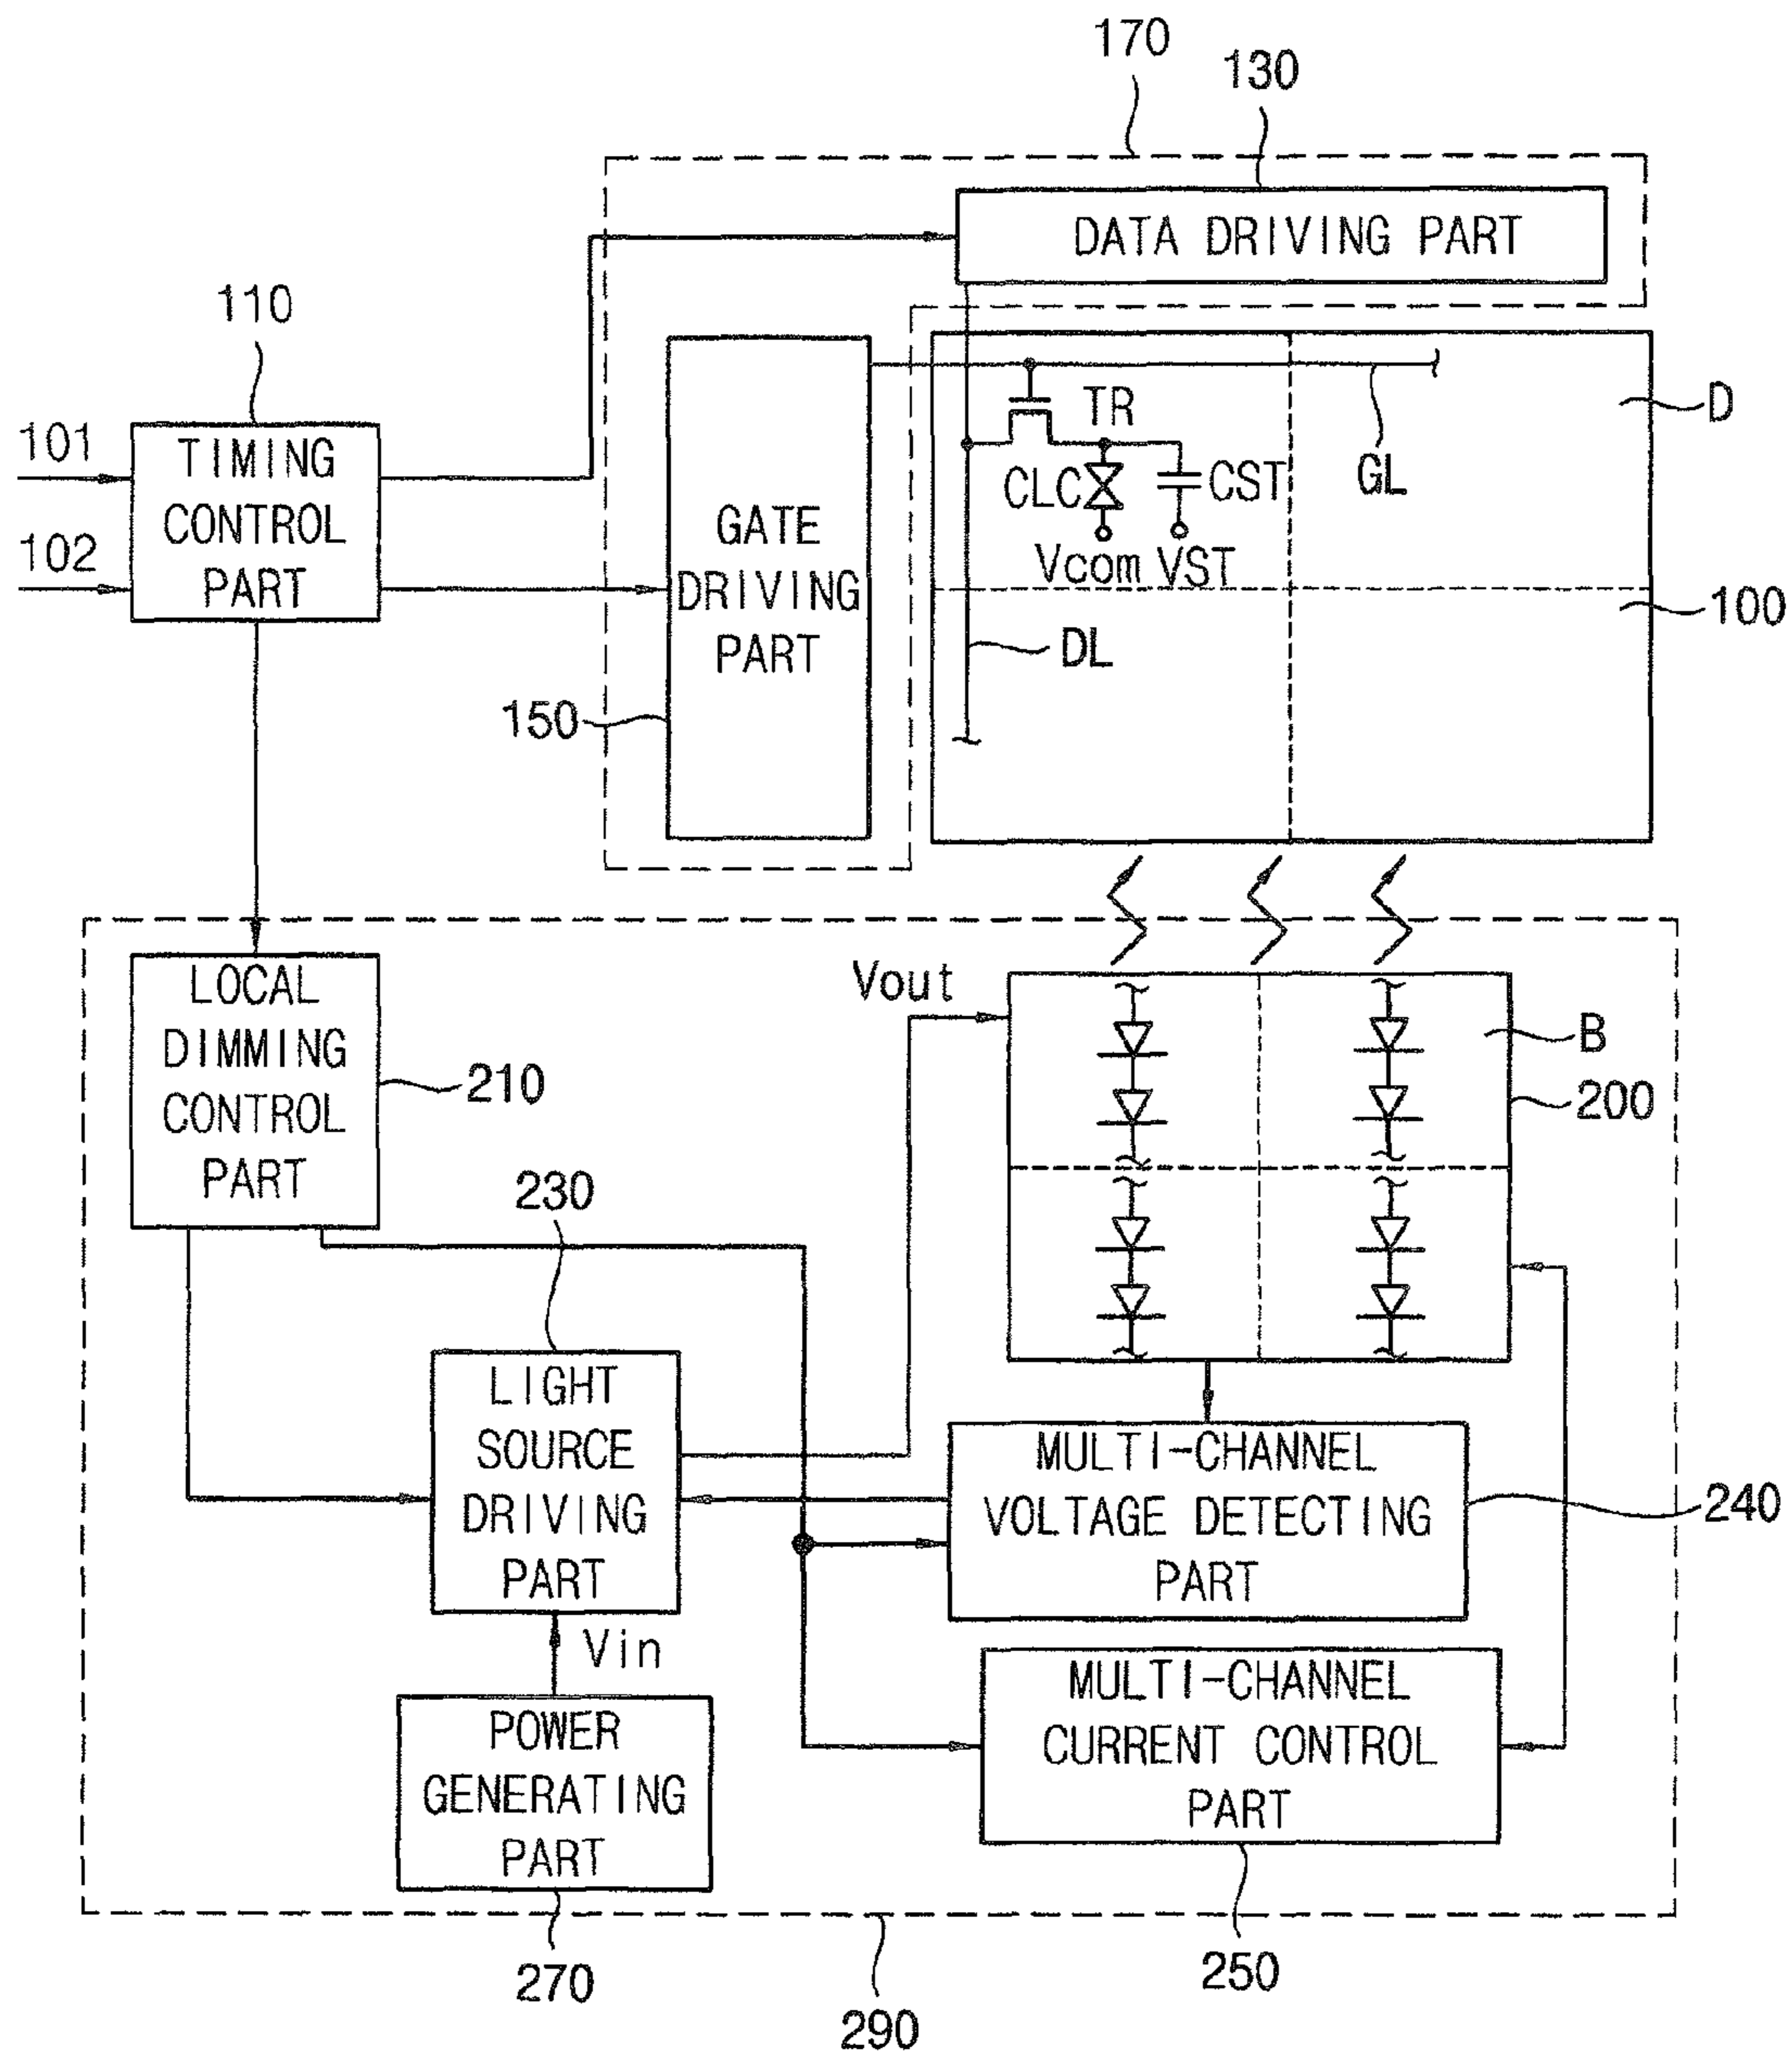 170
130
DATA DRIVING PART
110
101
102
TIMING
CONTROL
PART
GATE
DRIVING
PART
150
TR
CLC
CST
Vcom
VST
GL
DL
D
100
LOCAL
DIMMING
CONTROL
PART
210
Vout
B
200
230
LIGHT
SOURCE
DRIVING
PART
MULTI-CHANNEL
VOLTAGE DETECTING
PART
240
Vin
POWER
GENERATING
PART
270
MULTI-CHANNEL
CURRENT CONTROL
PART
250
290